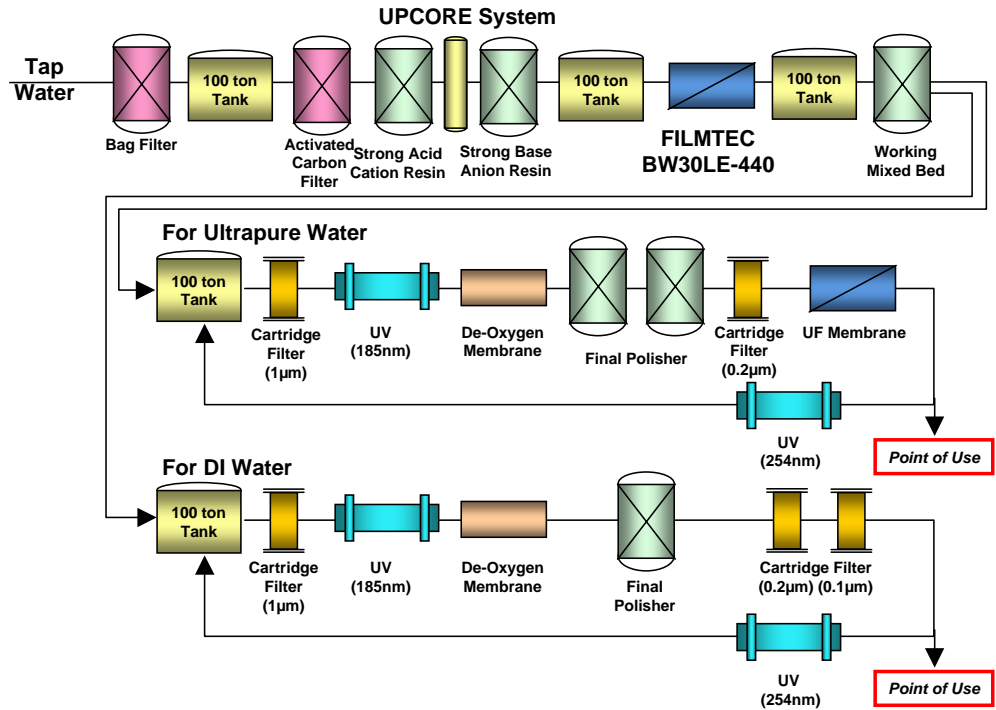 UPCORE System
Tap
Water
100 ton
Tank
100 ton
Tank
100 ton
Tank
Bag Filter
Activated
Carbon
Filter
Strong Acid
Cation Resin
Strong Base
Anion Resin
FILMTEC
BW30LE-440
Working
Mixed Bed
For Ultrapure Water
100 ton
Tank
Cartridge
Filter
(1µm)
UV
(185nm)
De-Oxygen
Membrane
Final Polisher
Cartridge
Filter
(0.2µm)
UF Membrane
UV
(254nm)
Point of Use
For DI Water
100 ton
Tank
Cartridge
Filter
(1µm)
UV
(185nm)
De-Oxygen
Membrane
Final
Polisher
Cartridge Filter
(0.2µm) (0.1µm)
UV
(254nm)
Point of Use